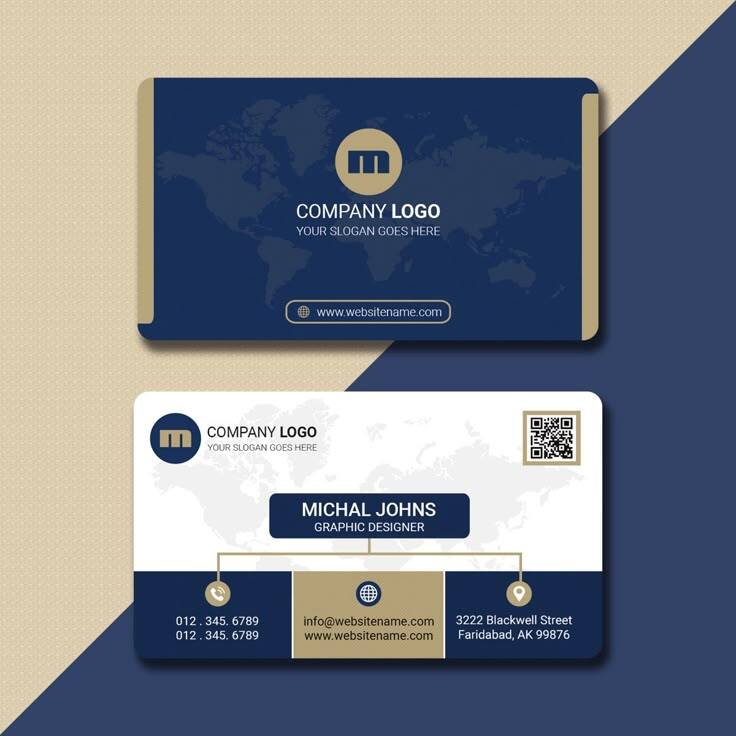 m
COMPANY LOGO
YOUR SLOGAN GOES HERE
www.websitename.com
m
COMPANY LOGO
YOUR SLOGAN GOES HERE
MICHAL JOHNS
GRAPHIC DESIGNER
012 . 345. 6789
012 . 345. 6789
info@websitename.com
www.websitename.com
3222 Blackwell Street
Faridabad, AK 99876